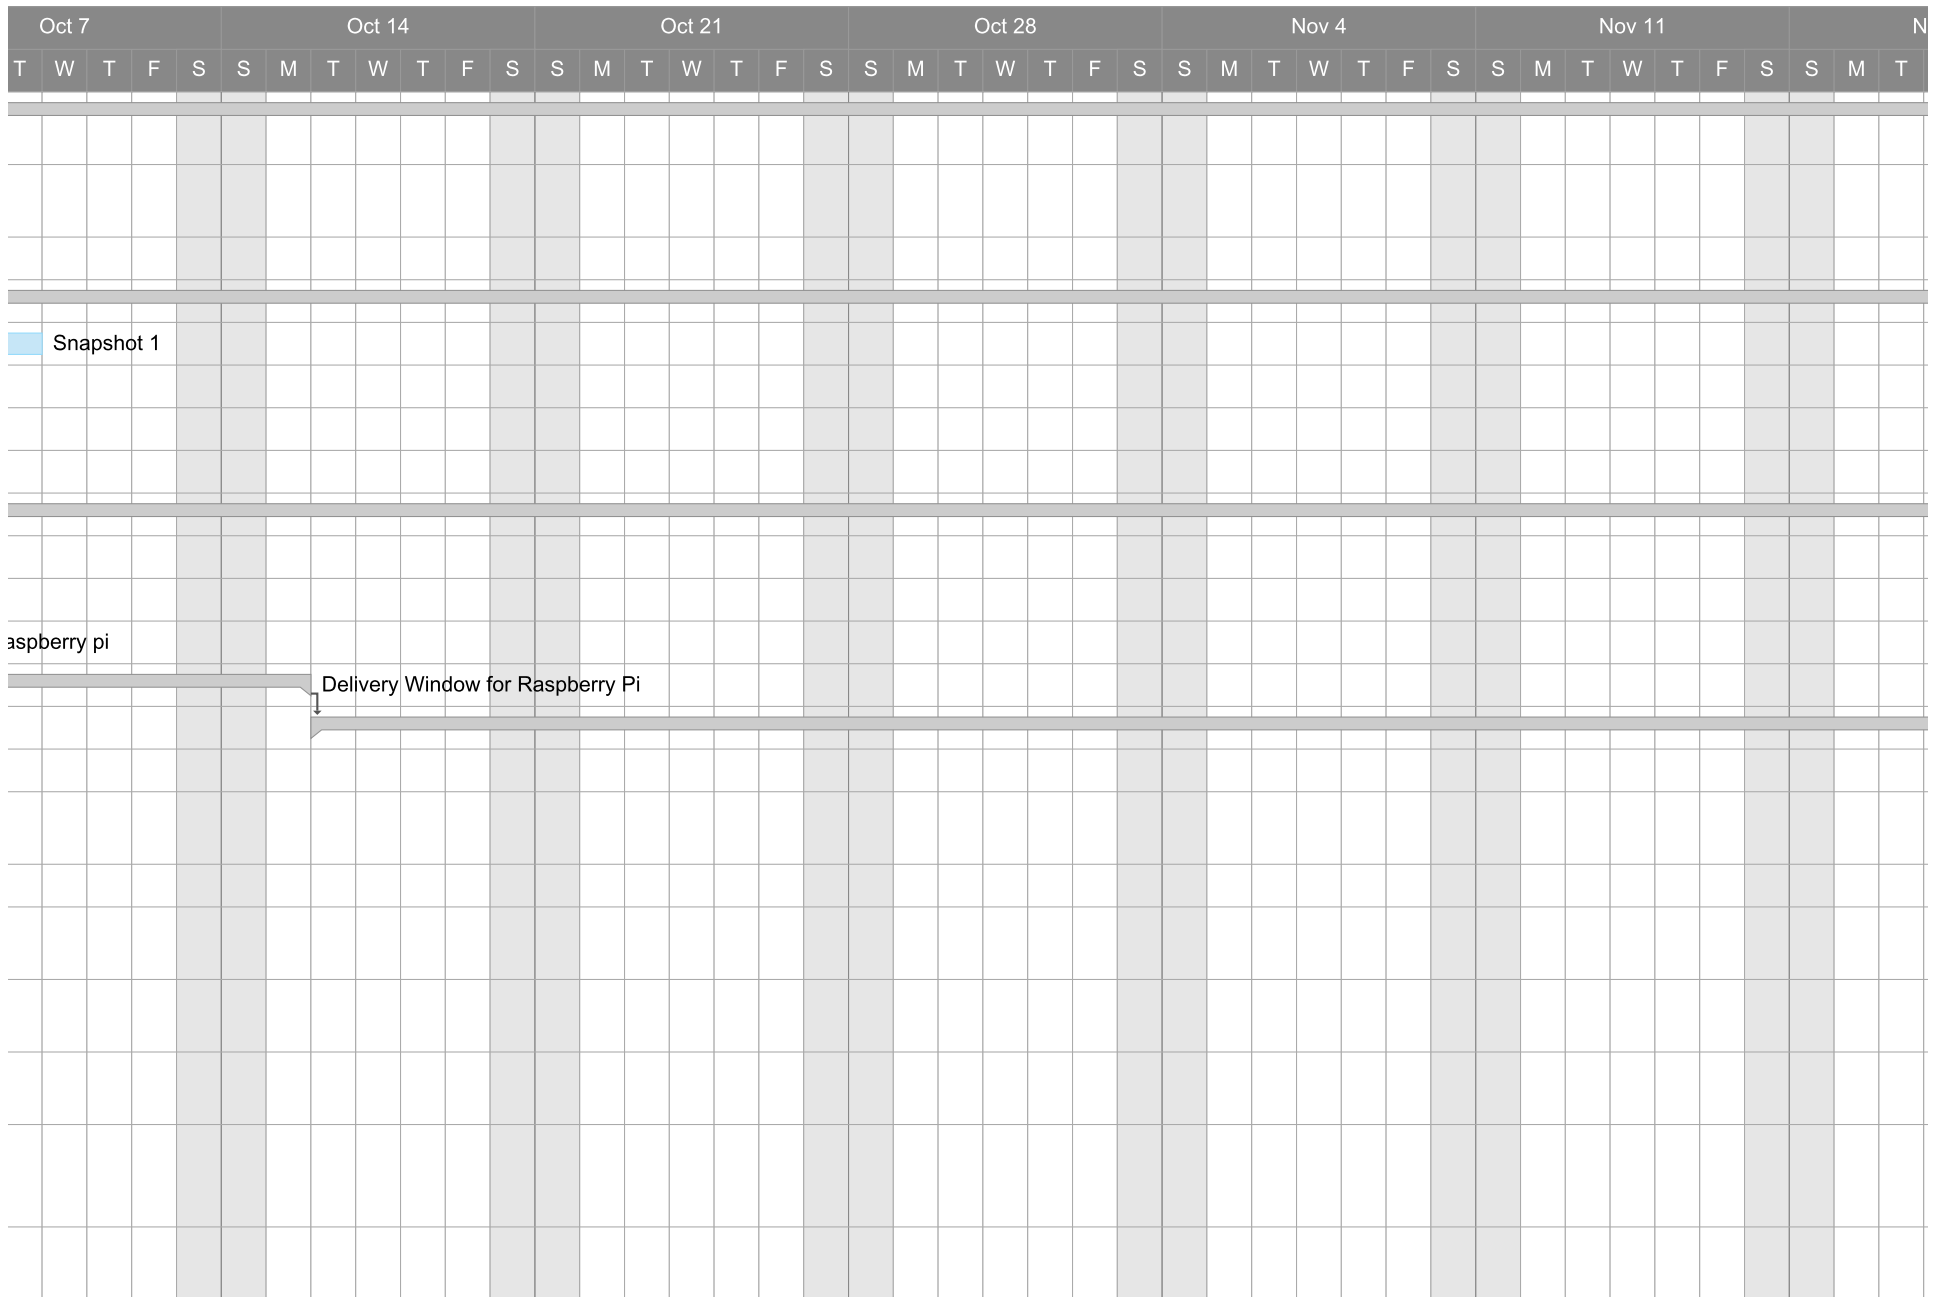 Oct 7 Oct 14 Oct 21 Oct 28 Nov 4 Nov 11 N
T W T F S S M T W T F S S M T W T F S S M T W T F S S M T W T F S S M T W T F S S M T
Snapshot 1
aspberry pi
Delivery Window for Raspberry Pi